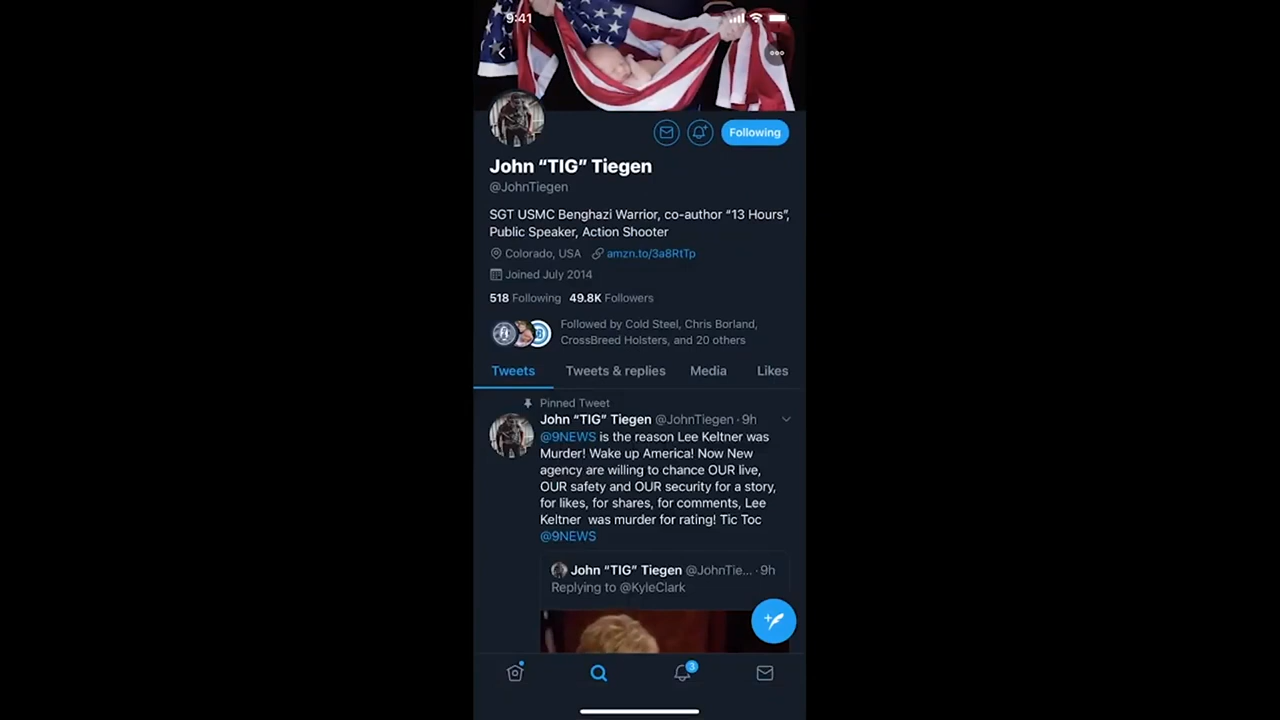 9:41
Following
John “TIG” Tiegen
@JohnTiegen
SGT USMC Benghazi Warrior, co-author “13 Hours”,
Public Speaker, Action Shooter
Colorado, USA amzn.to/3a8RtTp
Joined July 2014
518 Following 49.8K Followers
Followed by Cold Steel, Chris Borland,
CrossBreed Holsters, and 20 others
Tweets Tweets & replies Media Likes
Pinned Tweet
John “TIG” Tiegen @JohnTiegen · 9h
@9NEWS is the reason Lee Keltner was
Murder! Wake up America! Now New
agency are willing to chance OUR live,
OUR safety and OUR security for a story,
for likes, for shares, for comments, Lee
Keltner was murder for rating! Tic Toc
@9NEWS
John “TIG” Tiegen @JohnTie... · 9h
Replying to @KyleClark
3